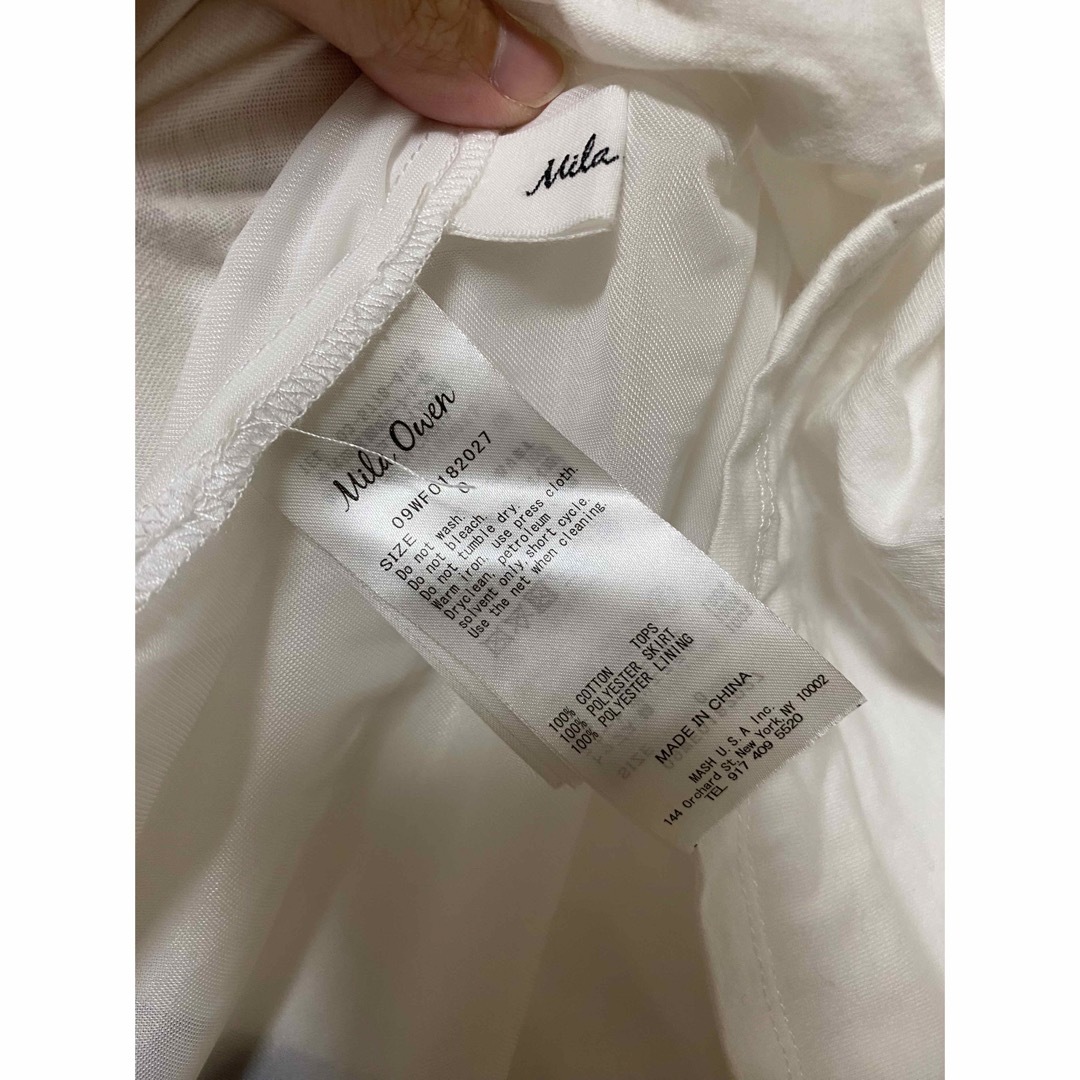 Mila
Mila Owen
09WF0182027
SIZE 0
Do not wash.
Do not bleach.
Do not tumble dry.
Warm iron. use press cloth.
Dryclean, petroleum
solvent only, short cycle.
Use the net when cleaning.
100% COTTON TOPS
100% POLYESTER SKIRT
100% POLYESTER LINING
MADE IN CHINA
MASH U.S.A Inc.
144 Orchard St, New York, NY 10002
TEL 917 409 5520